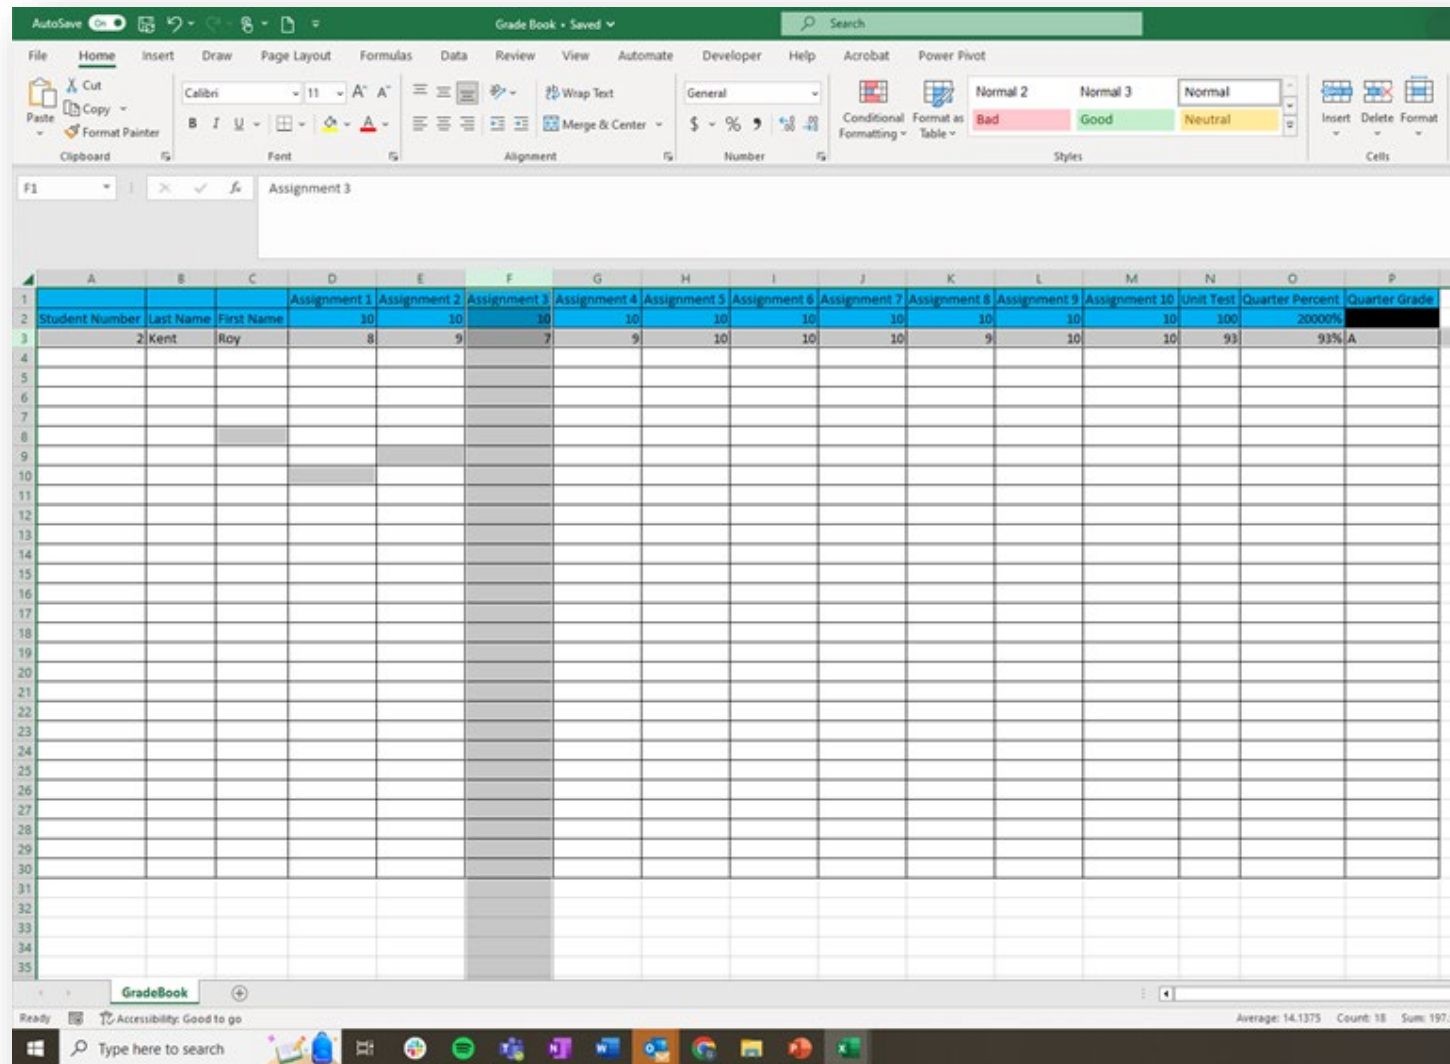 AutoSave On Grade Book • Saved Search
File Home Insert Draw Page Layout Formulas Data Review View Automate Developer Help Acrobat Power Pivot
Paste Cut Copy Format Painter
Calibri 11 A A B I U A
Wrap Text Merge & Center
General $ % 9
Conditional Formatting Format as Table
Normal 2 Normal 3 Normal
Bad Good Neutral
Insert Delete Format
Clipboard Font Alignment Number Styles Cells
F1 fx Assignment 3
A B C D E F G H I J K L M N O P
1 Assignment 1 Assignment 2 Assignment 3 Assignment 4 Assignment 5 Assignment 6 Assignment 7 Assignment 8 Assignment 9 Assignment 10 Unit Test Quarter Percent Quarter Grade
2 Student Number Last Name First Name 10 10 10 10 10 10 10 10 10 10 100 20000%
3 2 Kent Roy 8 9 7 9 10 10 10 9 10 10 93 93% A
4
5
6
7
8
9
10
11
12
13
14
15
16
17
18
19
20
21
22
23
24
25
26
27
28
29
30
31
32
33
34
35
GradeBook
Ready Accessibility: Good to go Average: 14.1375 Count: 18 Sum: 197.
Type here to search